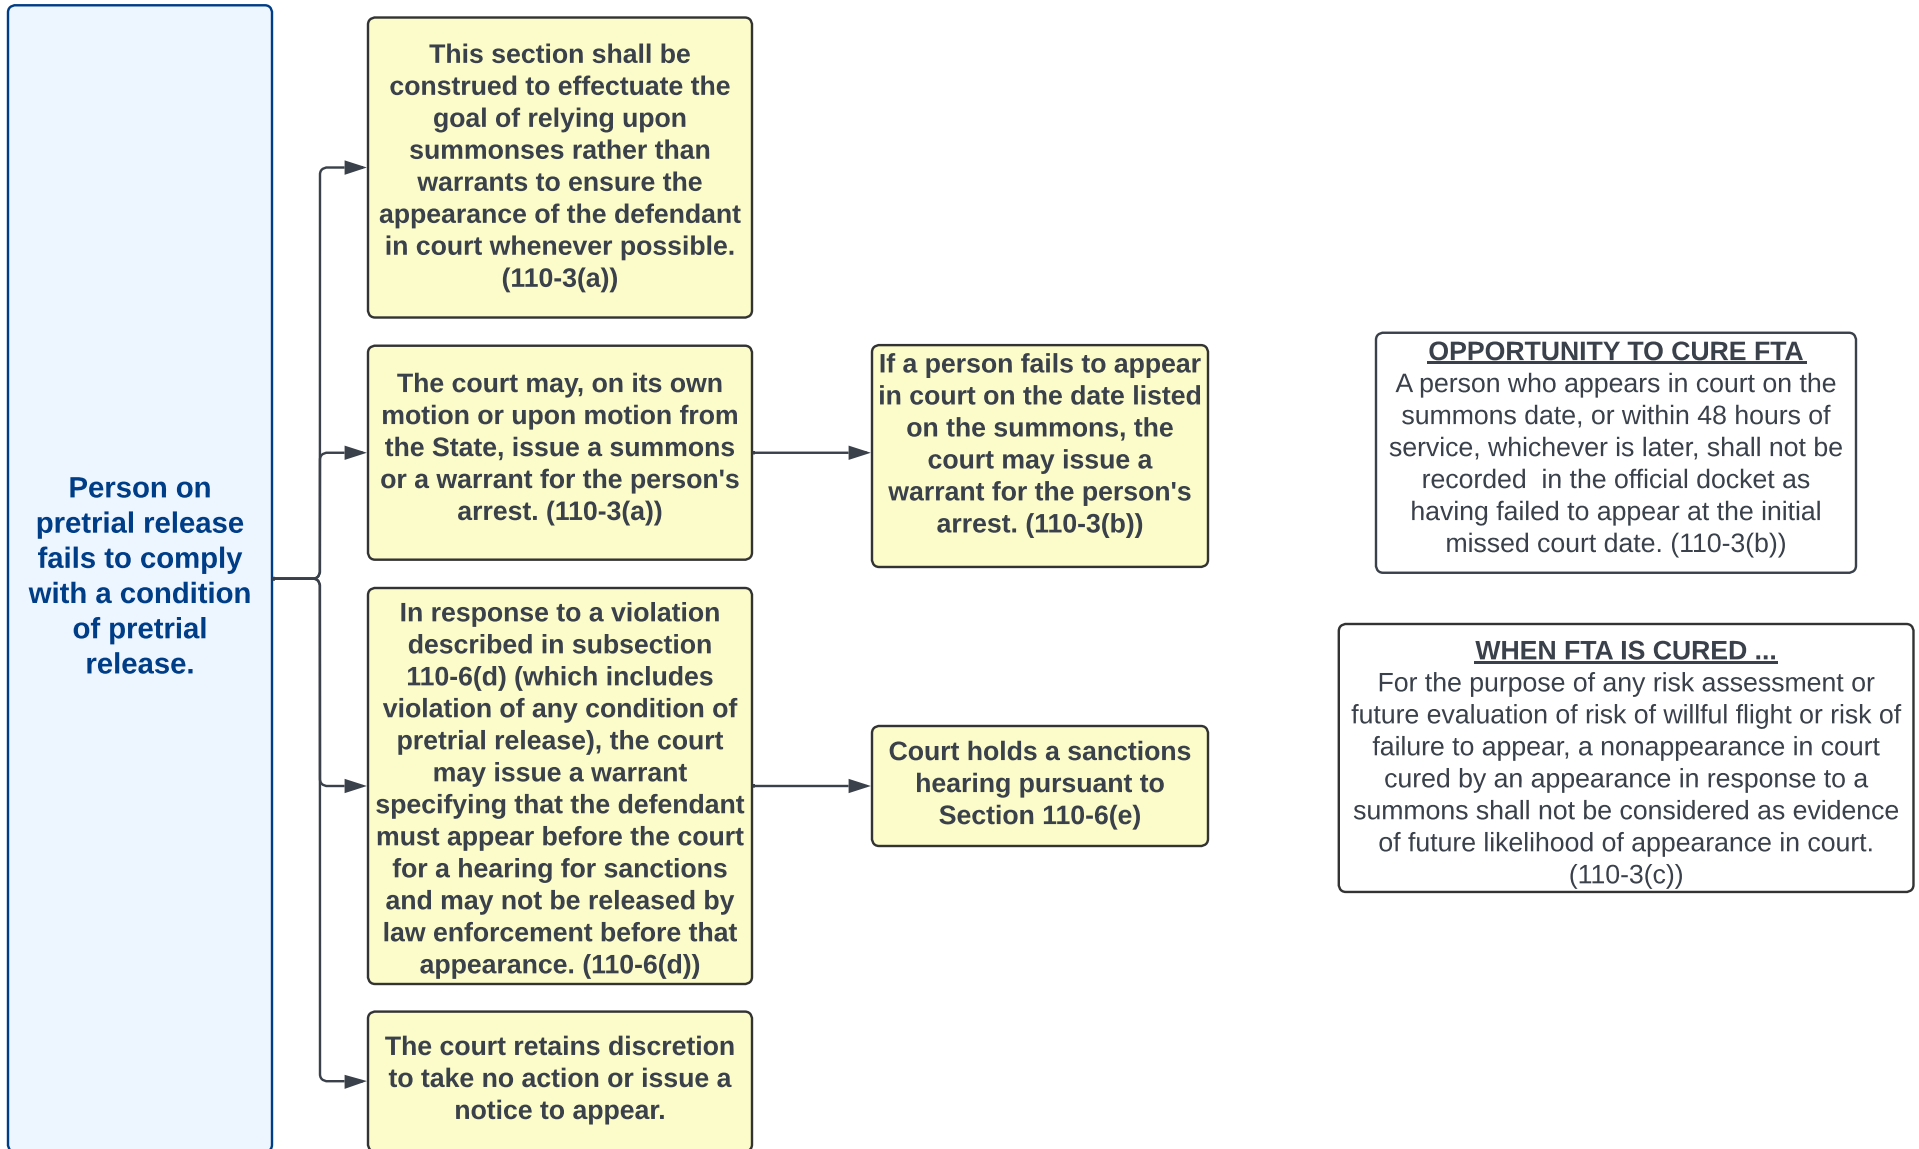 Person on
pretrial release
fails to comply
with a condition
of pretrial
release.
This section shall be
construed to effectuate the
goal of relying upon
summonses rather than
warrants to ensure the
appearance of the defendant
in court whenever possible.
(110-3(a))
The court may, on its own
motion or upon motion from
the State, issue a summons
or a warrant for the person's
arrest. (110-3(a))
If a person fails to appear
in court on the date listed
on the summons, the
court may issue a
warrant for the person's
arrest. (110-3(b))
In response to a violation
described in subsection
110-6(d) (which includes
violation of any condition of
pretrial release), the court
may issue a warrant
specifying that the defendant
must appear before the court
for a hearing for sanctions
and may not be released by
law enforcement before that
appearance. (110-6(d))
Court holds a sanctions
hearing pursuant to
Section 110-6(e)
The court retains discretion
to take no action or issue a
notice to appear.
OPPORTUNITY TO CURE FTA
A person who appears in court on the
summons date, or within 48 hours of
service, whichever is later, shall not be
recorded  in the official docket as
having failed to appear at the initial
missed court date. (110-3(b))
WHEN FTA IS CURED ...
For the purpose of any risk assessment or
future evaluation of risk of willful flight or risk of
failure to appear, a nonappearance in court
cured by an appearance in response to a
summons shall not be considered as evidence
of future likelihood of appearance in court.
(110-3(c))